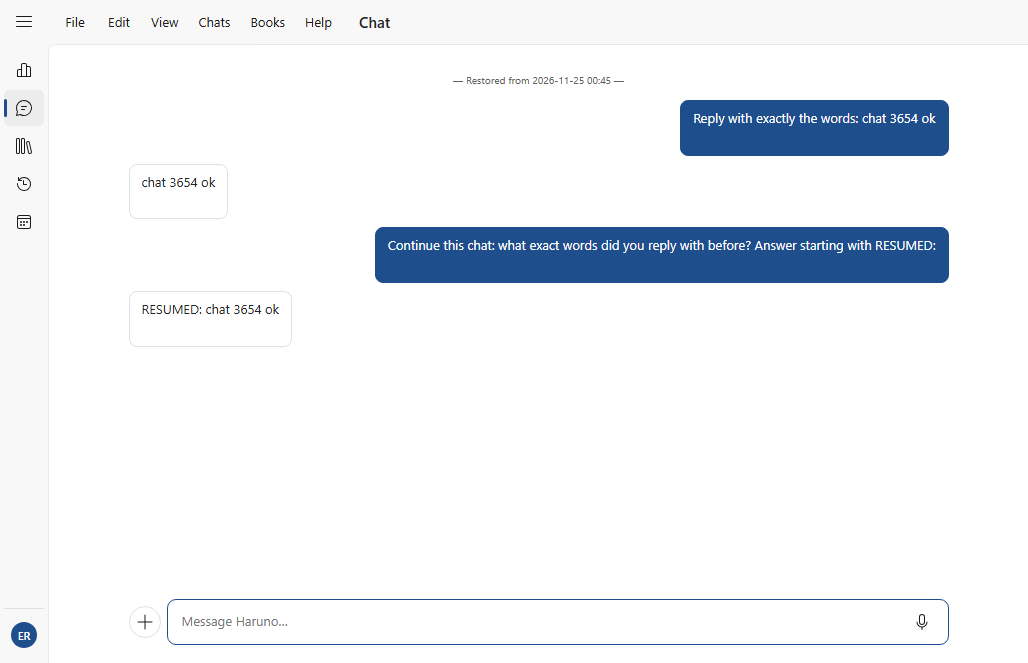 File Edit View Chats Books Help Chat
— Restored from 2026-11-25 00:45 —
Reply with exactly the words: chat 3654 ok
chat 3654 ok
Continue this chat: what exact words did you reply with before? Answer starting with RESUMED:
RESUMED: chat 3654 ok
Message Haruno...
ER